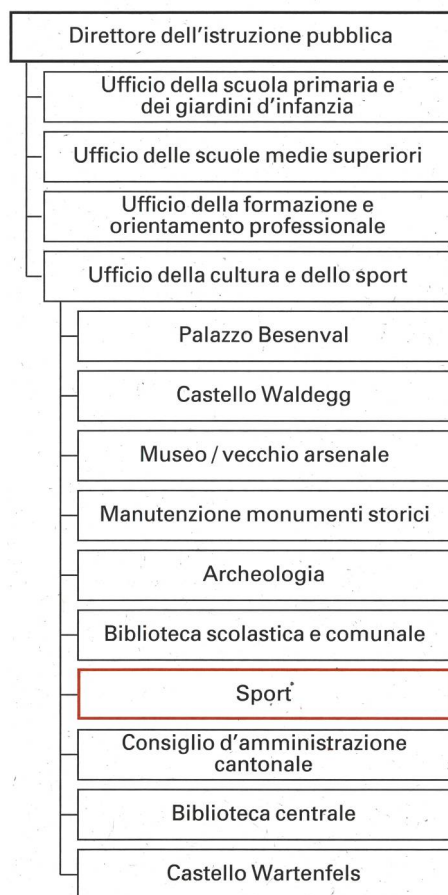 Direttore dell'istruzione pubblica
Ufficio della scuola primaria e
dei giardini d'infanzia
Ufficio delle scuole medie superiori
Ufficio della formazione e
orientamento professionale
Ufficio della cultura e dello sport
Palazzo Besenval
Castello Waldegg
Museo / vecchio arsenale
Manutenzione monumenti storici
Archeologia
Biblioteca scolastica e comunale
Sport
Consiglio d'amministrazione
cantonale
Biblioteca centrale
Castello Wartenfels